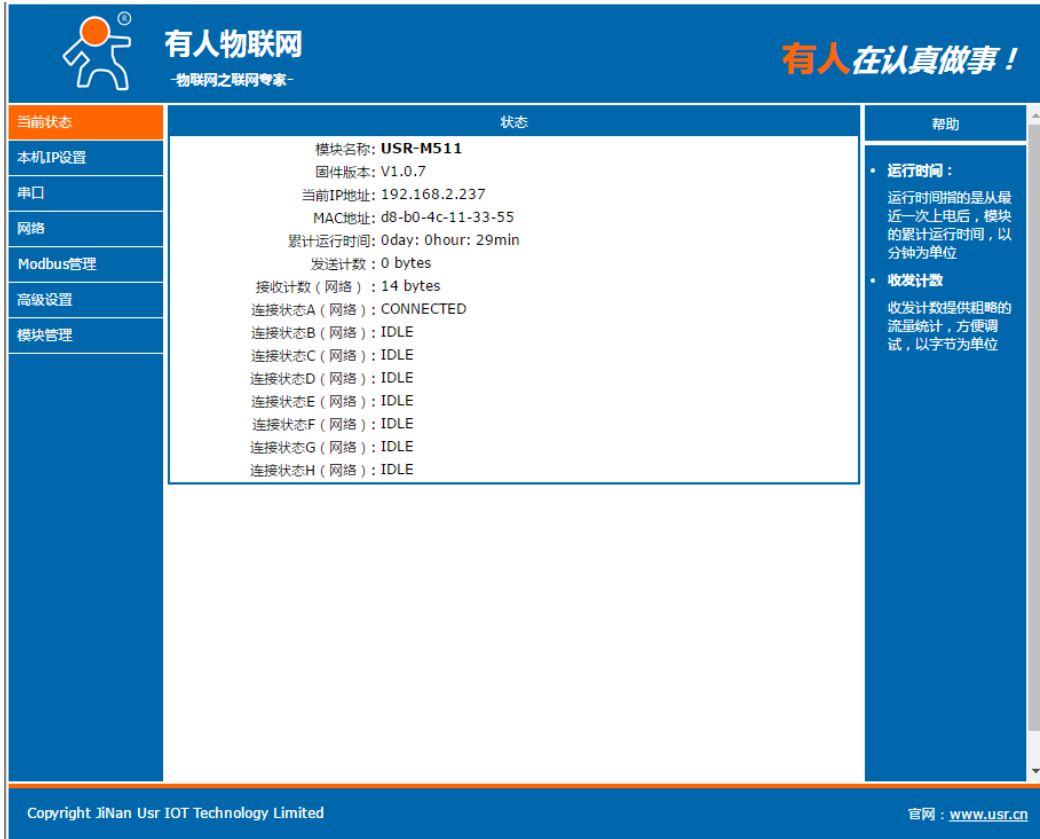 ®
有人物联网
-物联网之联网专家-
有人在认真做事！
当前状态
本机IP设置
串口
网络
Modbus管理
高级设置
模块管理
状态
模块名称: USR-M511
固件版本: V1.0.7
当前IP地址: 192.168.2.237
MAC地址: d8-b0-4c-11-33-55
累计运行时间: 0day: 0hour: 29min
发送计数：0 bytes
接收计数（网络）：14 bytes
连接状态A（网络）: CONNECTED
连接状态B（网络）: IDLE
连接状态C（网络）: IDLE
连接状态D（网络）: IDLE
连接状态E（网络）: IDLE
连接状态F（网络）: IDLE
连接状态G（网络）: IDLE
连接状态H（网络）: IDLE
帮助
• 运行时间：
运行时间指的是从最
近一次上电后，模块
的累计运行时间，以
分钟为单位
• 收发计数
收发计数提供粗略的
流量统计，方便调
试，以字节为单位
Copyright JiNan Usr IOT Technology Limited
官网：www.usr.cn